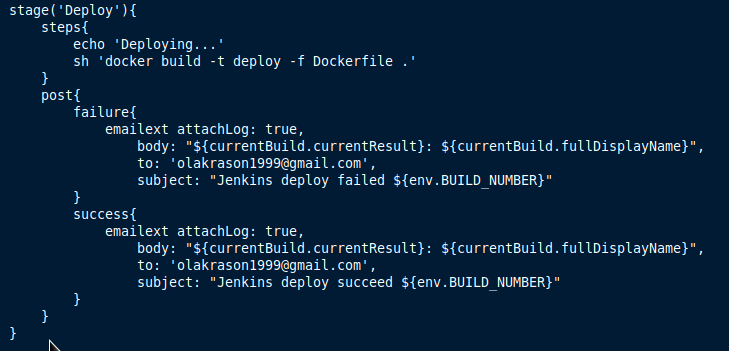 stage('Deploy'){
    steps{
        echo 'Deploying...'
        sh 'docker build -t deploy -f Dockerfile .'
    }
    post{
        failure{
            emailext attachLog: true,
                body: "${currentBuild.currentResult}: ${currentBuild.fullDisplayName}",
                to: 'olakrason1999@gmail.com',
                subject: "Jenkins deploy failed ${env.BUILD_NUMBER}"
        }
        success{
            emailext attachLog: true,
                body: "${currentBuild.currentResult}: ${currentBuild.fullDisplayName}",
                to: 'olakrason1999@gmail.com',
                subject: "Jenkins deploy succeed ${env.BUILD_NUMBER}"
        }
    }
}